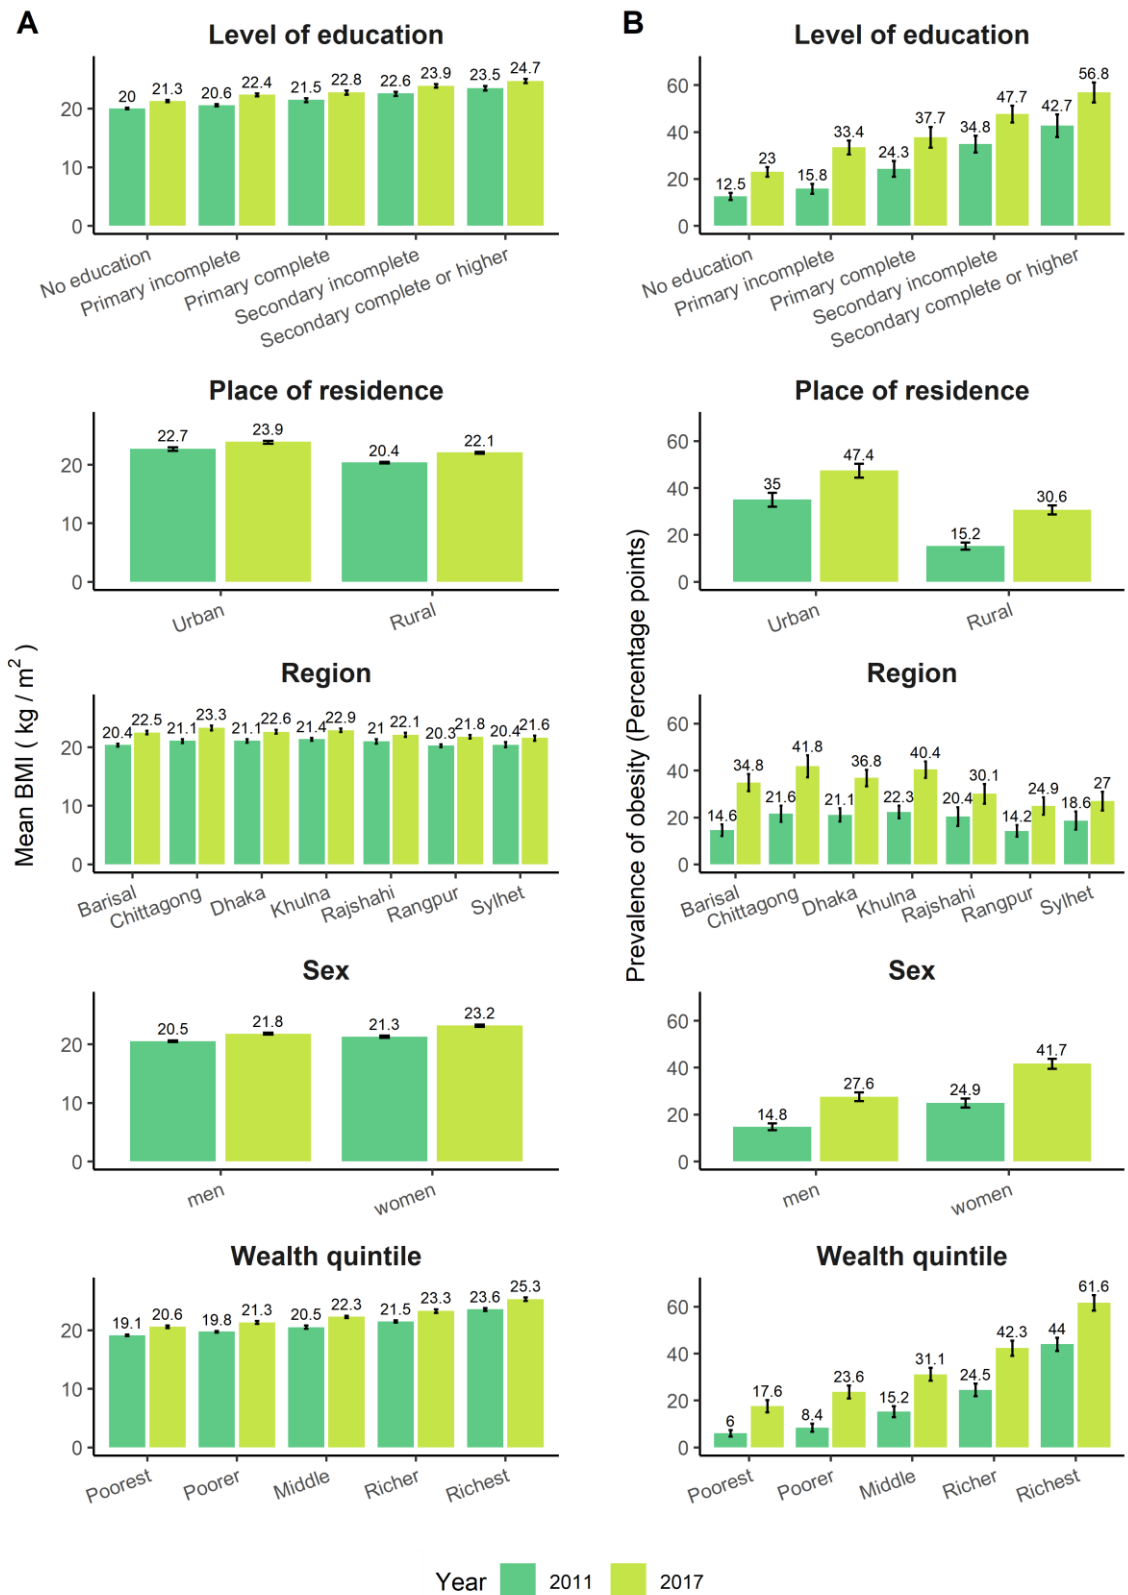 A
Level of education
20 21.3 20.6 22.4 21.5 22.8 22.6 23.9 23.5 24.7
20
10
0
No education
Primary incomplete
Primary complete
Secondary incomplete
Secondary complete or higher
Place of residence
22.7 23.9 20.4 22.1
20
10
0
Urban
Rural
Region
20.4 22.5 21.1 23.3 21.1 22.6 21.4 22.9 21 22.1 20.3 21.8 20.4 21.6
20
10
0
Barisal
Chittagong
Dhaka
Khulna
Rajshahi
Rangpur
Sylhet
Sex
20.5 21.8 21.3 23.2
20
10
0
men
women
Wealth quintile
19.1 20.6 19.8 21.3 20.5 22.3 21.5 23.3 23.6 25.3
20
10
0
Poorest
Poorer
Middle
Richer
Richest
Mean BMI ( kg / m²)
B
Level of education
12.5 23 15.8 33.4 24.3 37.7 34.8 47.7 42.7 56.8
60
40
20
0
No education
Primary incomplete
Primary complete
Secondary incomplete
Secondary complete or higher
Place of residence
35 47.4 15.2 30.6
60
40
20
0
Urban
Rural
Region
14.6 34.8 21.6 41.8 21.1 36.8 22.3 40.4 20.4 30.1 14.2 24.9 18.6 27
60
40
20
0
Barisal
Chittagong
Dhaka
Khulna
Rajshahi
Rangpur
Sylhet
Sex
14.8 27.6 24.9 41.7
60
40
20
0
men
women
Wealth quintile
6 17.6 8.4 23.6 15.2 31.1 24.5 42.3 44 61.6
60
40
20
0
Poorest
Poorer
Middle
Richer
Richest
Prevalence of obesity (Percentage points)
Year 2011 2017